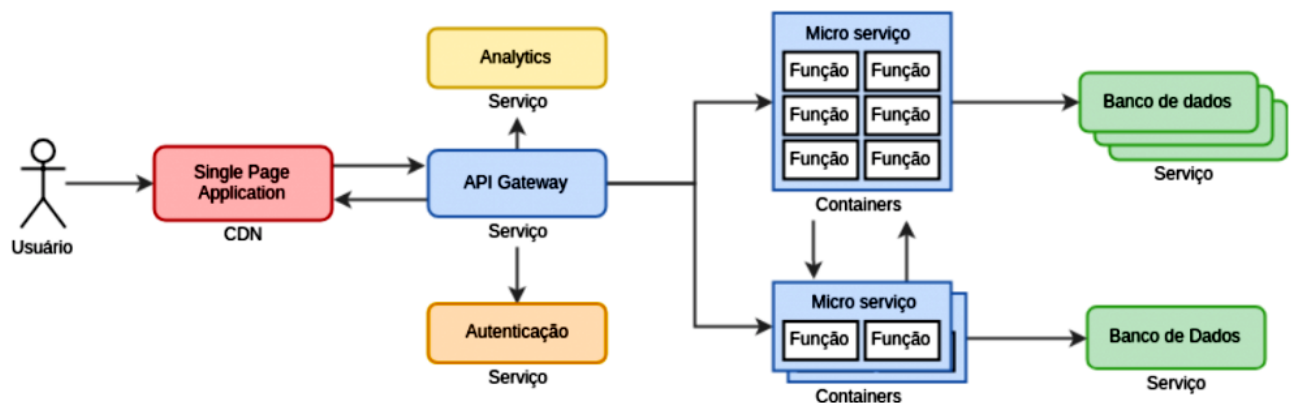 Usuário
Single Page
Application
CDN
Analytics
Serviço
API Gateway
Serviço
Autenticação
Serviço
Micro serviço
Função
Função
Função
Função
Função
Função
Containers
Micro serviço
Função
Função
Containers
Banco de dados
Serviço
Banco de Dados
Serviço